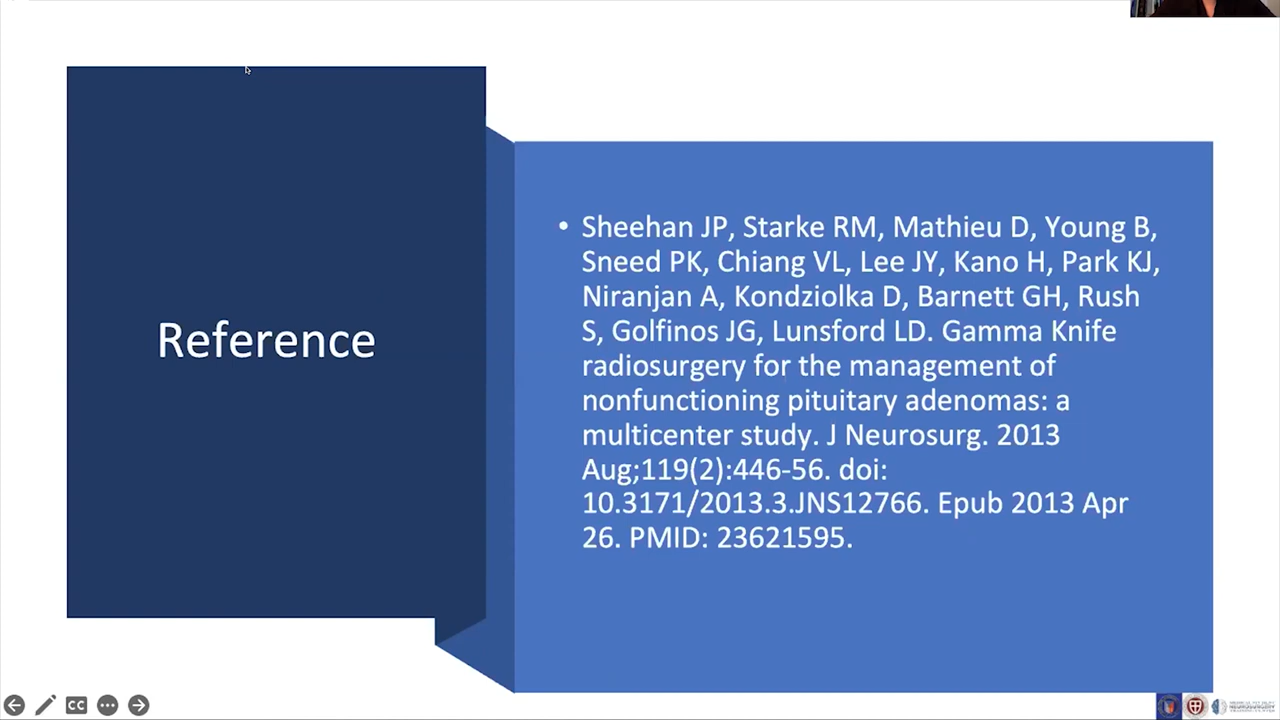 Reference
• Sheehan JP, Starke RM, Mathieu D, Young B,
Sneed PK, Chiang VL, Lee JY, Kano H, Park KJ,
Niranjan A, Kondziolka D, Barnett GH, Rush
S, Golfinos JG, Lunsford LD. Gamma Knife
radiosurgery for the management of
nonfunctioning pituitary adenomas: a
multicenter study. J Neurosurg. 2013
Aug;119(2):446-56. doi:
10.3171/2013.3.JNS12766. Epub 2013 Apr
26. PMID: 23621595.
CC
NEUROSURGERY